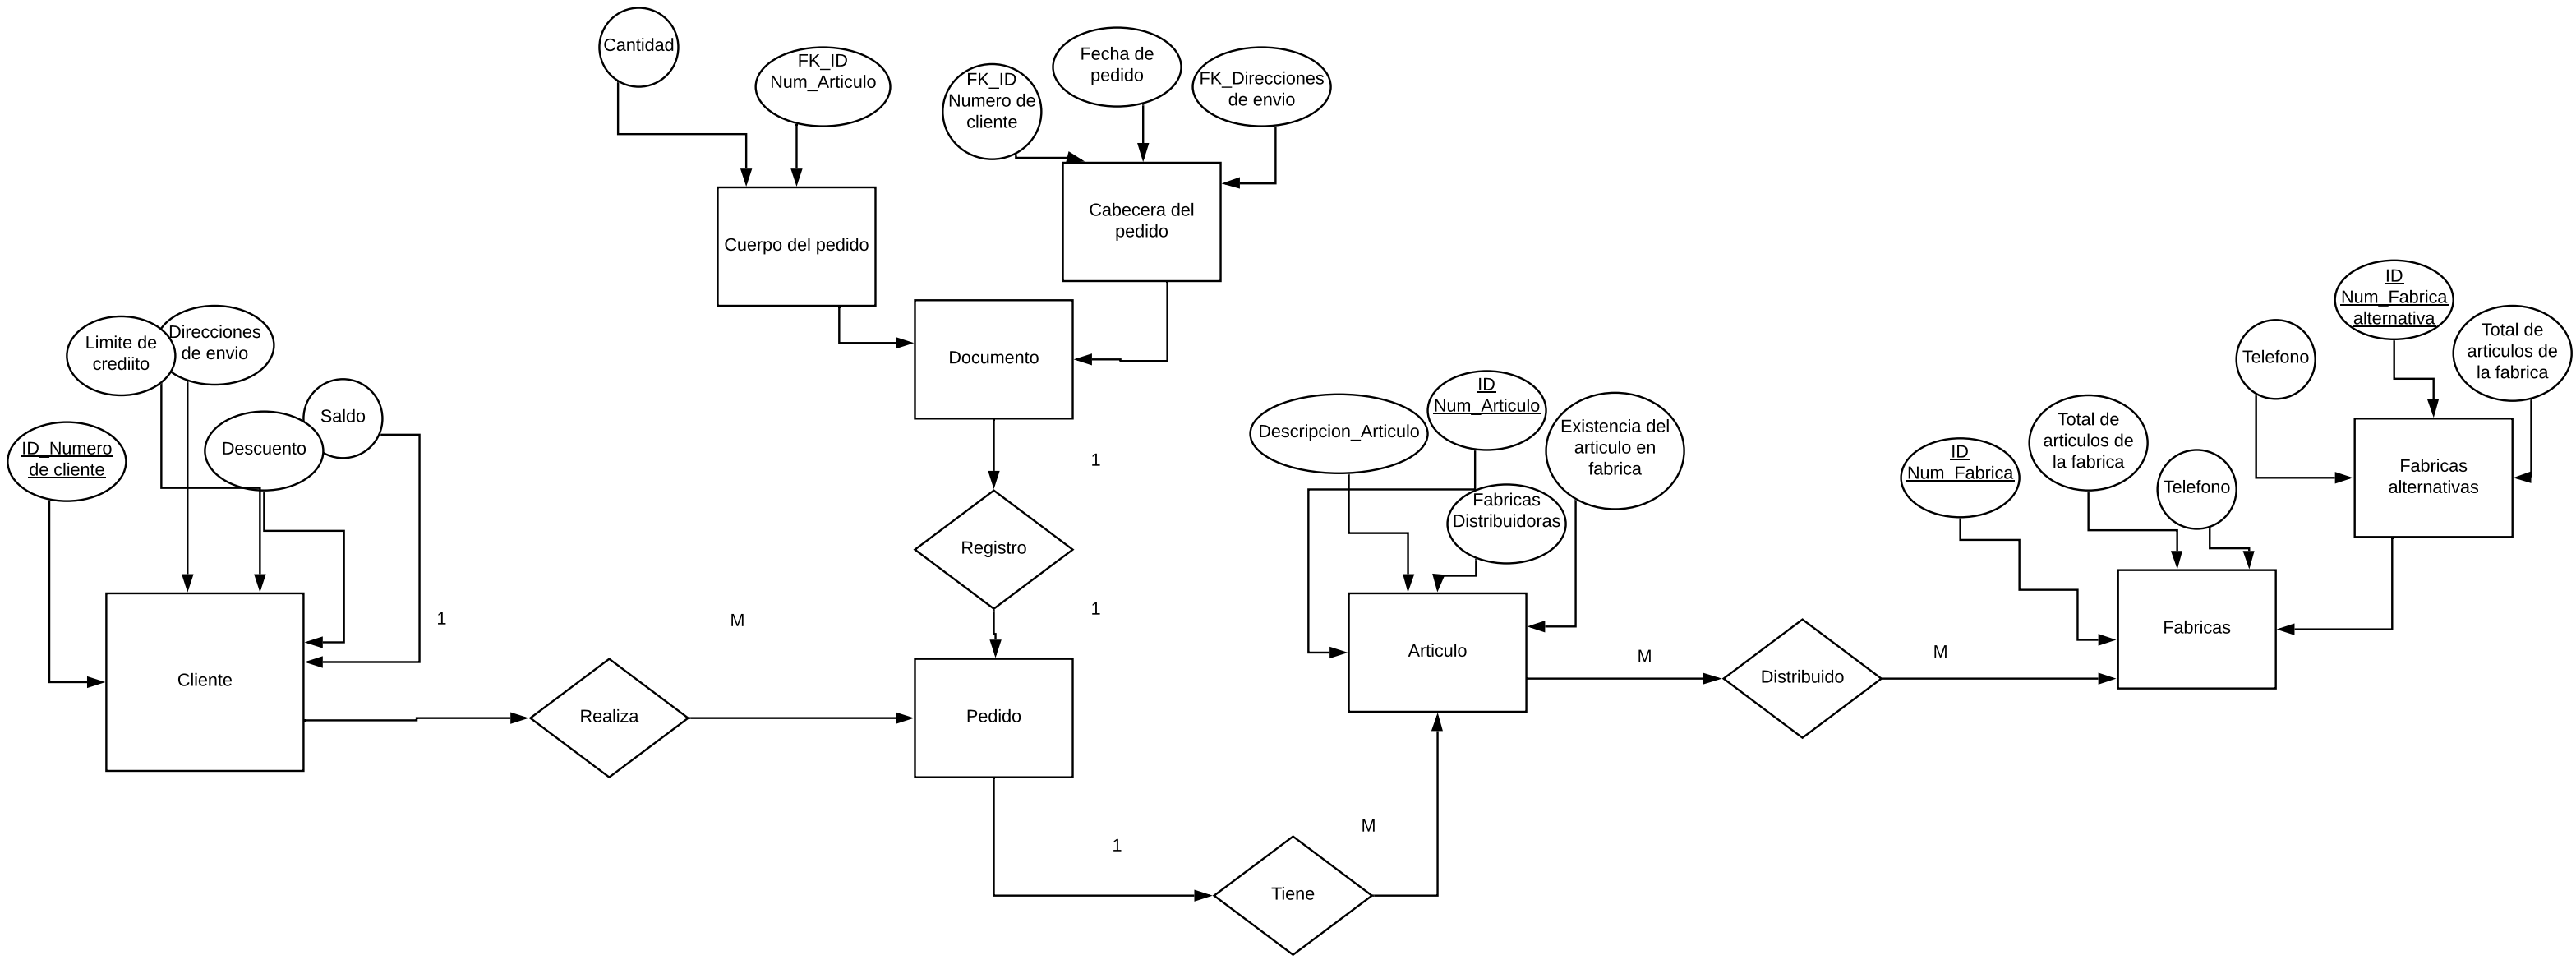 Cantidad
FK_ID
Num_Articulo
FK_ID
Numero de
cliente
Fecha de
pedido
FK_Direcciones
de envio
Cuerpo del pedido
Cabecera del
pedido
Documento
Limite de
crediito
Direcciones
de envio
Saldo
Descuento
ID_Numero
de cliente
1
Registro
1
Cliente
1
M
Realiza
Pedido
1
M
Tiene
Descripcion_Articulo
ID
Num_Articulo
Existencia del
articulo en
fabrica
Fabricas
Distribuidoras
Articulo
M
Distribuido
M
ID
Num_Fabrica
Total de
articulos de
la fabrica
Telefono
Fabricas
Telefono
ID
Num_Fabrica
alternativa
Total de
articulos de
la fabrica
Fabricas
alternativas